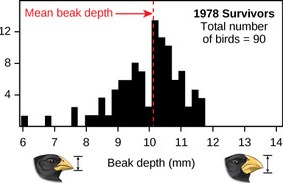 Mean beak depth
1978 Survivors
Total number
of birds = 90
12
8
4
6 7 8 9 10 11 12 13 14
Beak depth (mm)